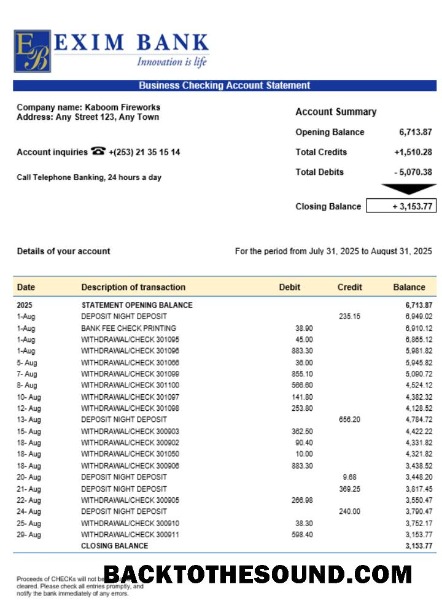 EB EXIM BANK
Innovation is life
Business Checking Account Statement
Company name: Kaboom Fireworks
Address: Any Street 123, Any Town
Account inquiries ☎ +(253) 21 35 15 14
Call Telephone Banking, 24 hours a day
Account Summary
Opening Balance 6,713.87
Total Credits +1,510.28
Total Debits - 5,070.38
Closing Balance + 3,153.77
Details of your account For the period from July 31, 2025 to August 31, 2025
Date Description of transaction Debit Credit Balance
2025 STATEMENT OPENING BALANCE 6,713.87
1-Aug DEPOSIT NIGHT DEPOSIT 235.15 6,949.02
1-Aug BANK FEE CHECK PRINTING 38.90 6,910.12
1-Aug WITHDRAWAL/CHECK 301095 45.00 6,865.12
1-Aug WITHDRAWAL/CHECK 301096 883.30 5,981.82
5- Aug WITHDRAWAL/CHECK 301066 36.00 5,945.82
7- Aug WITHDRAWAL/CHECK 301099 855.10 5,090.72
8- Aug WITHDRAWAL/CHECK 301100 566.60 4,524.12
10- Aug WITHDRAWAL/CHECK 301097 141.80 4,382.32
12- Aug WITHDRAWAL/CHECK 301098 253.80 4,128.52
13- Aug DEPOSIT NIGHT DEPOSIT 656.20 4,784.72
15- Aug WITHDRAWAL/CHECK 300903 362.50 4,422.22
18- Aug WITHDRAWAL/CHECK 300902 90.40 4,331.82
18- Aug WITHDRAWAL/CHECK 301050 10.00 4,321.82
18- Aug WITHDRAWAL/CHECK 300906 883.30 3,438.52
20- Aug DEPOSIT NIGHT DEPOSIT 9.68 3,448.20
21- Aug DEPOSIT NIGHT DEPOSIT 369.25 3,817.45
22- Aug WITHDRAWAL/CHECK 300905 266.98 3,550.47
24- Aug DEPOSIT NIGHT DEPOSIT 240.00 3,790.47
25- Aug WITHDRAWAL/CHECK 300910 38.30 3,752.17
29- Aug WITHDRAWAL/CHECK 300911 598.40 3,153.77
CLOSING BALANCE 3,153.77
Proceeds of CHECKs will not be
cleared. Please check all entries promptly, and
notify the bank immediately of any errors.
BACKTOTHESOUND.COM